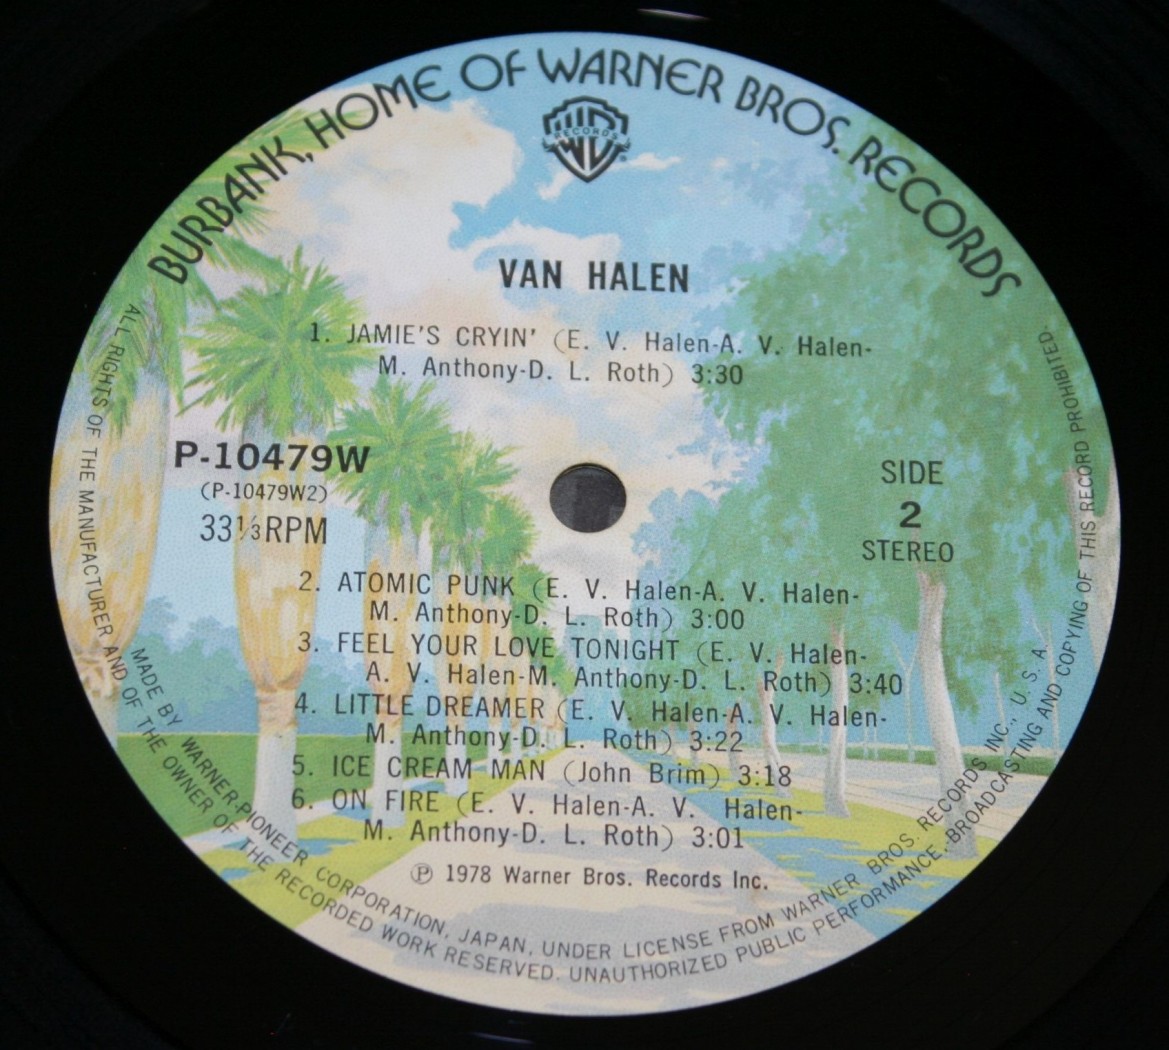 BURBANK, HOME OF WARNER BROS. RECORDS
RECORDS
VAN HALEN
1. JAMIE'S CRYIN' (E. V. Halen-A. V. Halen-
M. Anthony-D. L. Roth) 3:30
P-10479W
(P-10479W2)
33⅓RPM
SIDE
2
STEREO
2. ATOMIC PUNK (E. V. Halen-A. V. Halen-
M. Anthony-D. L. Roth) 3:00
3. FEEL YOUR LOVE TONIGHT (E. V. Halen-
A. V. Halen-M. Anthony-D. L. Roth) 3:40
4. LITTLE DREAMER (E. V. Halen-A. V. Halen-
M. Anthony-D. L. Roth) 3:22
5. ICE CREAM MAN (John Brim) 3:18
6. ON FIRE (E. V. Halen-A. V. Halen-
M. Anthony-D. L. Roth) 3:01
Ⓟ 1978 Warner Bros. Records Inc.
MADE BY WARNER-PIONEER CORPORATION, JAPAN, UNDER LICENSE FROM WARNER BROS. RECORDS INC., U. S. A.
ALL RIGHTS OF THE MANUFACTURER AND OF THE OWNER OF THE RECORDED WORK RESERVED. UNAUTHORIZED PUBLIC PERFORMANCE, BROADCASTING AND COPYING OF THIS RECORD PROHIBITED.